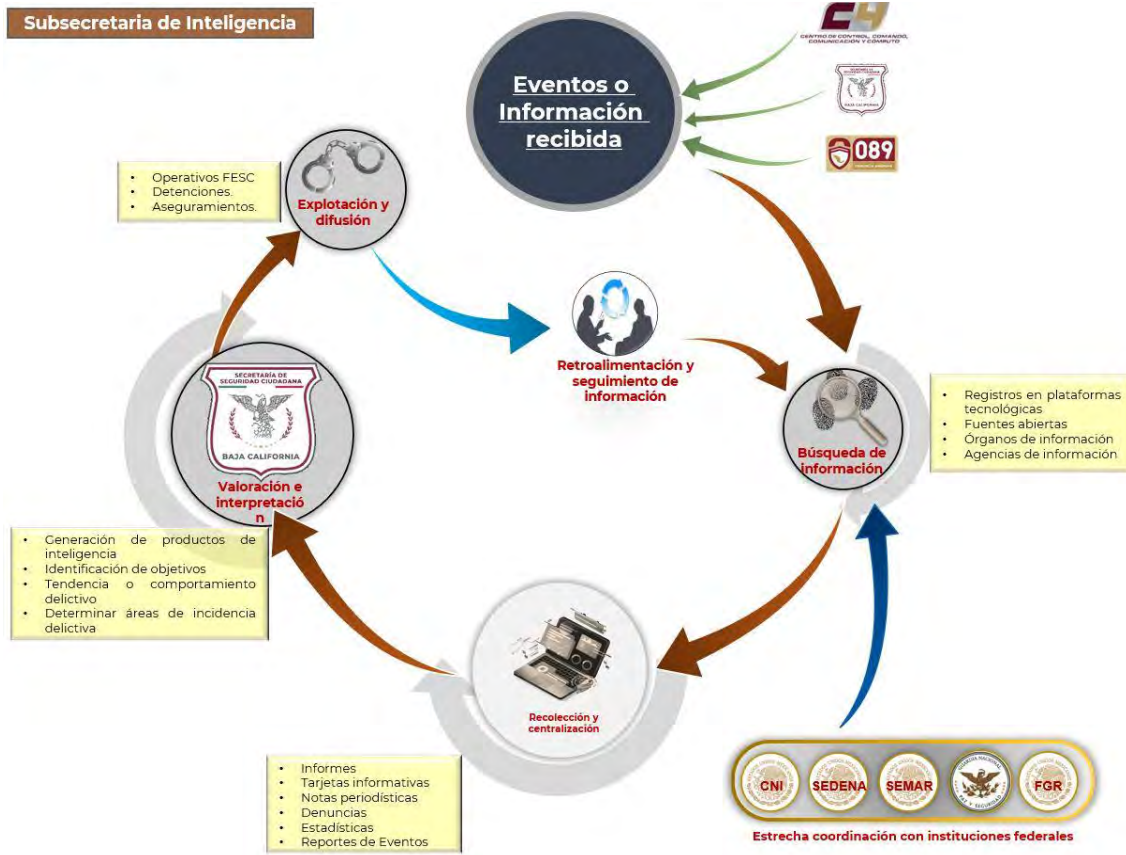 Subsecretaria de Inteligencia
CENTRO DE CONTROL, COMANDO,
COMUNICACIÓN Y CÓMPUTO
Eventos o
Información
recibida
BAJA CALIFORNIA
089
• Operativos FESC
• Detenciones.
• Aseguramientos.
Explotación y
difusión
Retroalimentación y
seguimiento de
información
SECRETARÍA DE
SEGURIDAD CIUDADANA
BAJA CALIFORNIA
Valoración e
interpretació
n
Búsqueda de
información
• Registros en plataformas
tecnológicas
• Fuentes abiertas
• Órganos de información
• Agencias de información
• Generación de productos de
inteligencia
• Identificación de objetivos
• Tendencia o comportamiento
delictivo
• Determinar áreas de incidencia
delictiva
Recolección y
centralización
• Informes
• Tarjetas informativas
• Notas periodísticas
• Denuncias
• Estadísticas
• Reportes de Eventos
CNI
SEDENA
SEMAR
GUARDIA NACIONAL
PAZ Y SEGURIDAD
FGR
Estrecha coordinación con instituciones federales